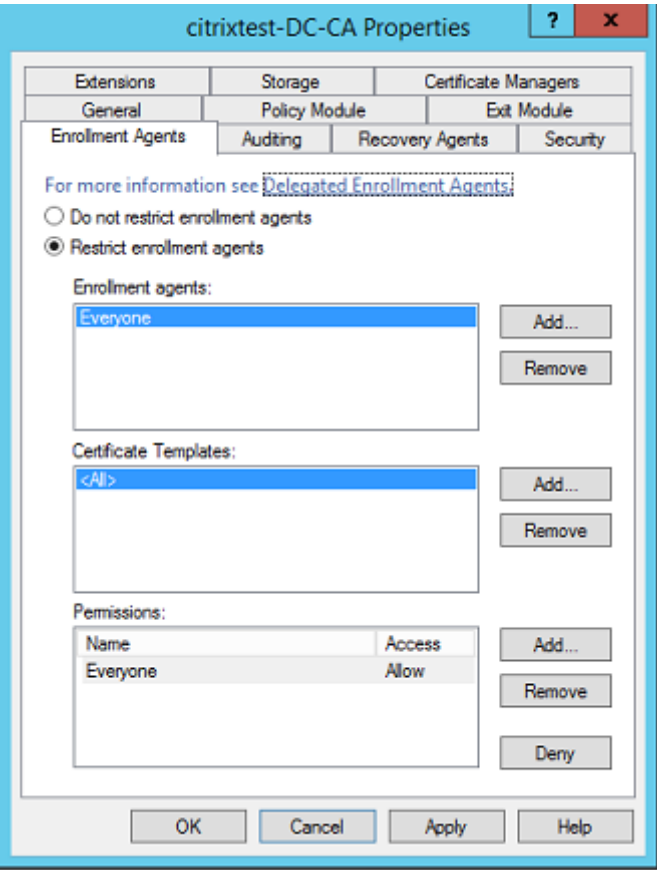 citrixtest-DC-CA Properties
? x
Extensions Storage Certificate Managers
General Policy Module Exit Module
Enrollment Agents Auditing Recovery Agents Security
For more information see Delegated Enrollment Agents.
Do not restrict enrollment agents
Restrict enrollment agents
Enrollment agents:
Everyone
Add...
Remove
Certificate Templates:
<All>
Add...
Remove
Permissions:
Name Access
Everyone Allow
Add...
Remove
Deny
OK Cancel Apply Help